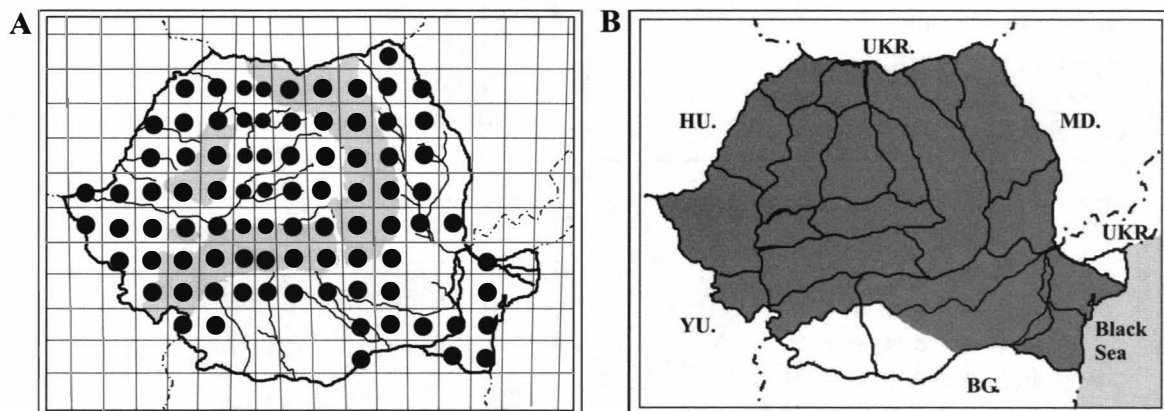 A
B
UKR.
HU.
MD.
UKR.
YU.
Black
Sea
BG.